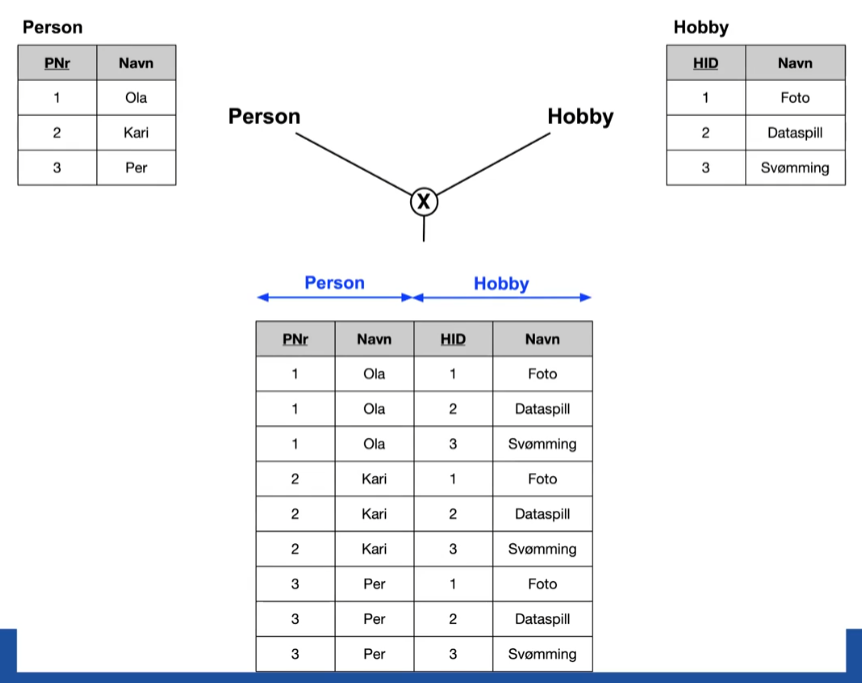 Person
PNr Navn
1 Ola
2 Kari
3 Per
Hobby
HID Navn
1 Foto
2 Dataspill
3 Svømming
Person Hobby
X
Person Hobby
PNr Navn HID Navn
1 Ola 1 Foto
1 Ola 2 Dataspill
1 Ola 3 Svømming
2 Kari 1 Foto
2 Kari 2 Dataspill
2 Kari 3 Svømming
3 Per 1 Foto
3 Per 2 Dataspill
3 Per 3 Svømming